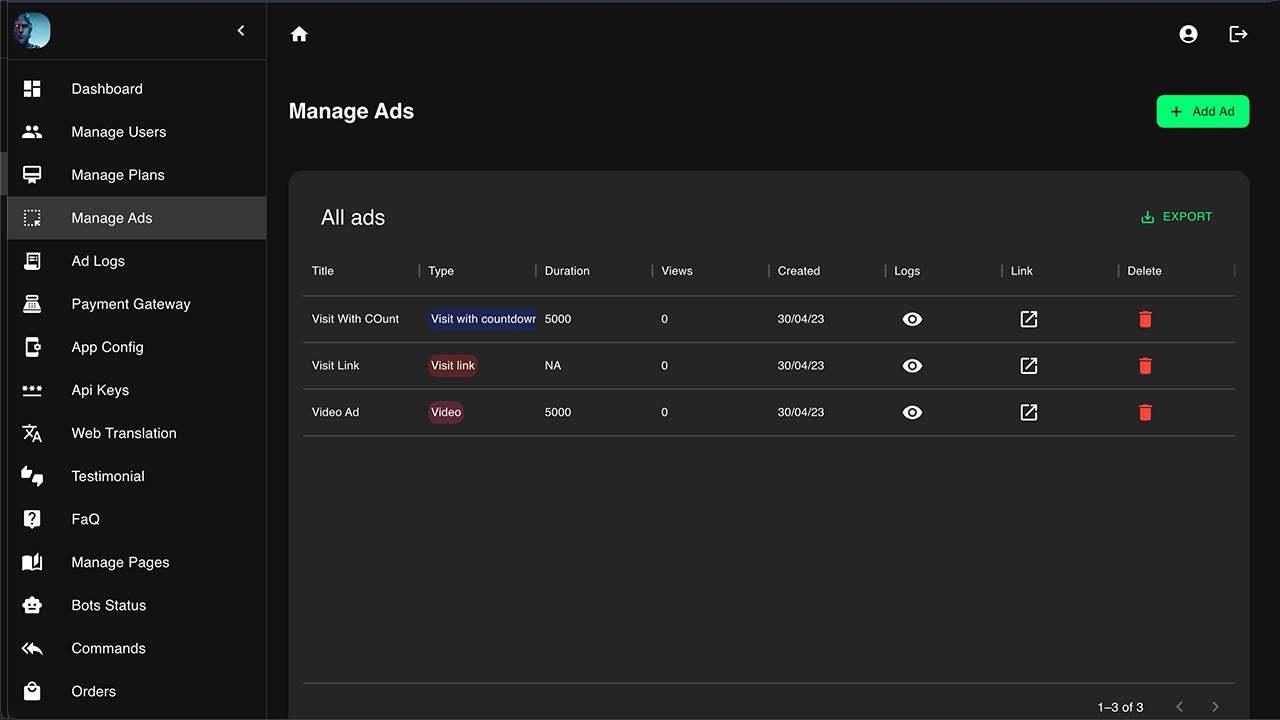 Dashboard
Manage Users
Manage Plans
Manage Ads
Ad Logs
Payment Gateway
App Config
Api Keys
Web Translation
Testimonial
FaQ
Manage Pages
Bots Status
Commands
Orders
Manage Ads
Add Ad
All ads
EXPORT
Title Type Duration Views Created Logs Link Delete
Visit With COunt Visit with countdown 5000 0 30/04/23
Visit Link Visit link NA 0 30/04/23
Video Ad Video 5000 0 30/04/23
1–3 of 3